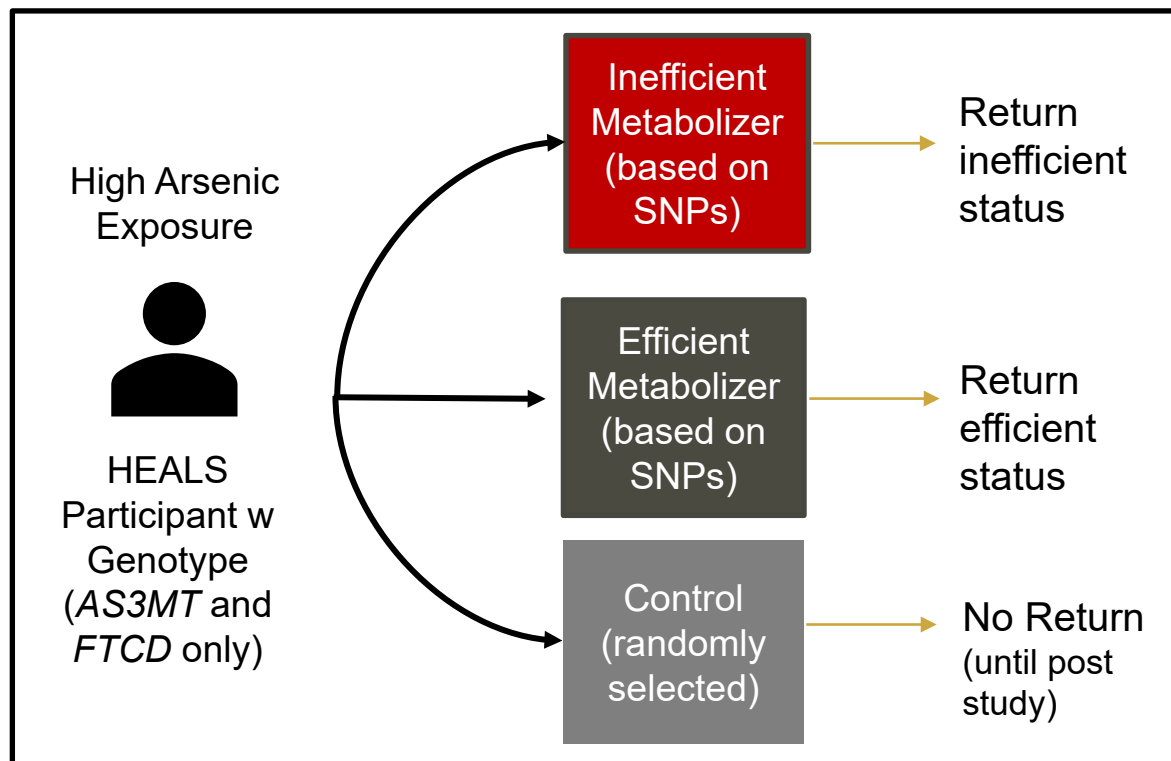 High Arsenic
Exposure
HEALS
Participant w
Genotype
(AS3MT and
FTCD only)
Inefficient
Metabolizer
(based on
SNPs)
Return
inefficient
status
Efficient
Metabolizer
(based on
SNPs)
Return
efficient
status
Control
(randomly
selected)
No Return
(until post
study)